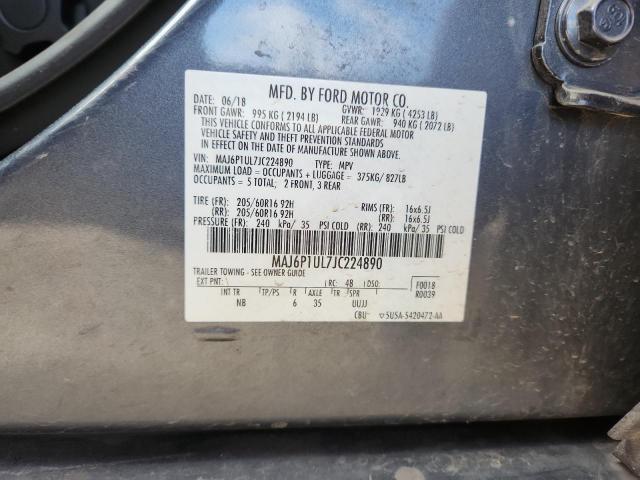 MFD. BY FORD MOTOR CO.
DATE: 06/18 GVWR: 1929 KG ( 4253 LB)
FRONT GAWR: 995 KG ( 2194 LB) REAR GAWR: 940 KG ( 2072 LB)
THIS VEHICLE CONFORMS TO ALL APPLICABLE FEDERAL MOTOR
VEHICLE SAFETY AND THEFT PREVENTION STANDARDS
IN EFFECT ON THE DATE OF MANUFACTURE SHOWN ABOVE.
VIN: MAJ6P1UL7JC224890 TYPE: MPV
MAXIMUM LOAD = OCCUPANTS + LUGGAGE = 375KG/ 827LB
OCCUPANTS = 5 TOTAL; 2 FRONT, 3 REAR
TIRE (FR): 205/60R16 92H RIMS (FR): 16x6.5J
(RR): 205/60R16 92H (RR): 16x6.5J
PRESSURE (FR): 240 kPa/ 35 PSI COLD (RR): 240 kPa/ 35 PSI COLD
MAJ6P1UL7JC224890
TRAILER TOWING - SEE OWNER GUIDE
EXT PNT: RC: 48 DSO: F0018
R0039
INT TR TP/PS R AXLE TR SPR
NB 6 35 UUJJ
CBU ▽5U5A-5420472-AA